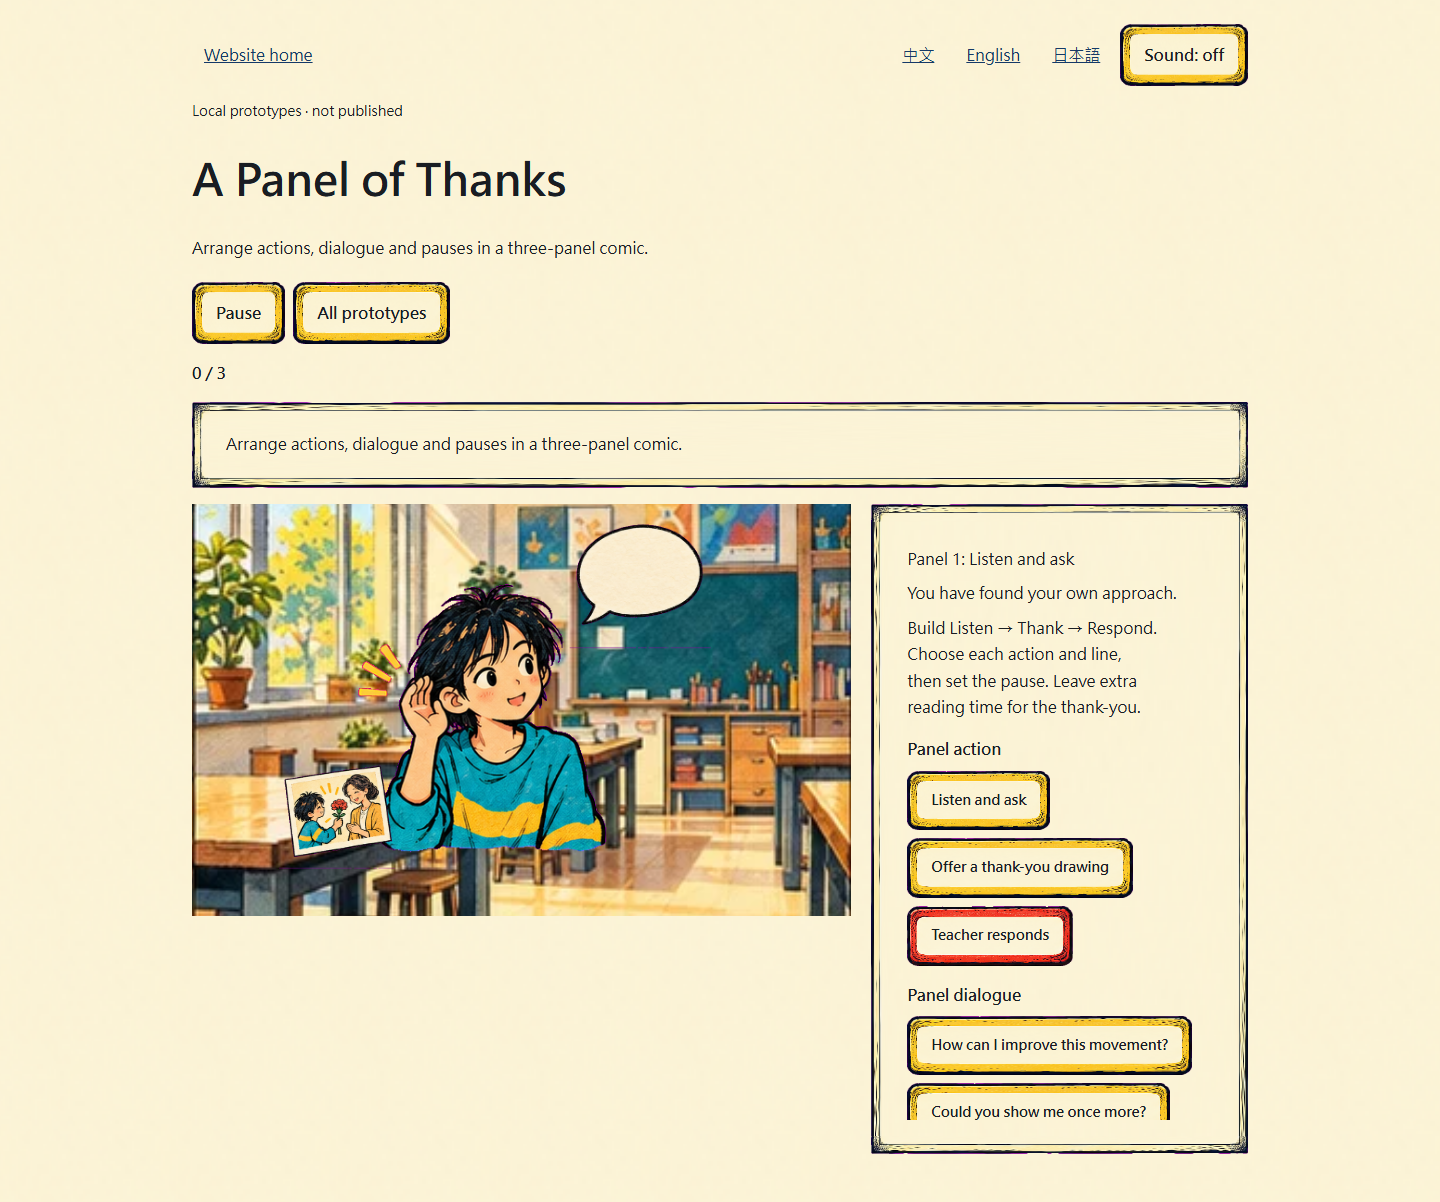 Website home
中文
English
日本語
Sound: off
Local prototypes · not published
A Panel of Thanks
Arrange actions, dialogue and pauses in a three-panel comic.
Pause
All prototypes
0 / 3
Arrange actions, dialogue and pauses in a three-panel comic.
Panel 1: Listen and ask
You have found your own approach.
Build Listen → Thank → Respond.
Choose each action and line,
then set the pause. Leave extra
reading time for the thank-you.
Panel action
Listen and ask
Offer a thank-you drawing
Teacher responds
Panel dialogue
How can I improve this movement?
Could you show me once more?